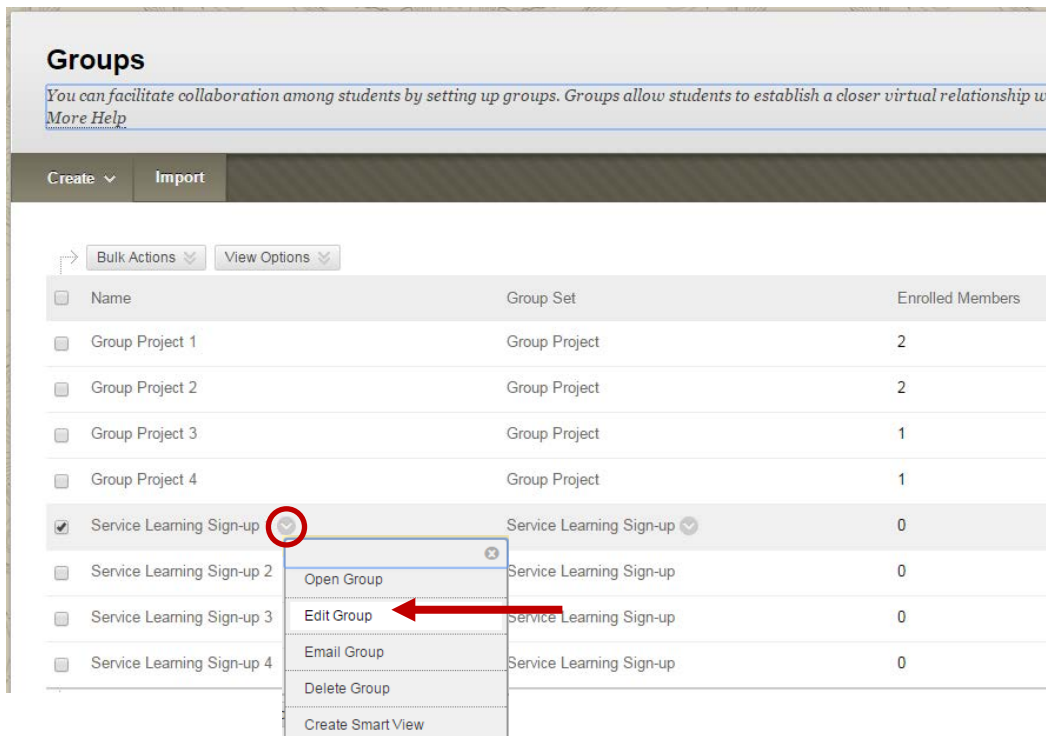 Groups
You can facilitate collaboration among students by setting up groups. Groups allow students to establish a closer virtual relationship
More Help
Create Import
Bulk Actions View Options
Name Group Set Enrolled Members
Group Project 1 Group Project 2
Group Project 2 Group Project 2
Group Project 3 Group Project 1
Group Project 4 Group Project 1
Service Learning Sign-up Service Learning Sign-up 0
Service Learning Sign-up 2 Service Learning Sign-up 0
Open Group
Service Learning Sign-up 3 Service Learning Sign-up 0
Edit Group
Service Learning Sign-up 4 Service Learning Sign-up 0
Email Group
Delete Group
Create Smart View